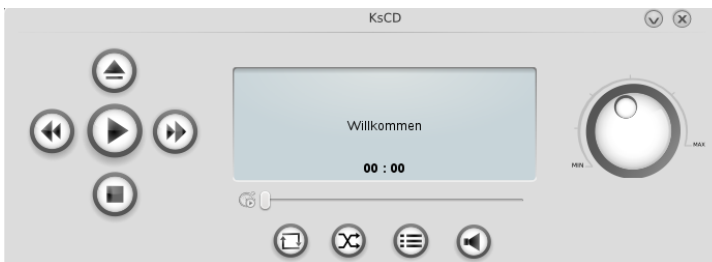 KsCD
Willkommen
00 : 00
MIN
MAX